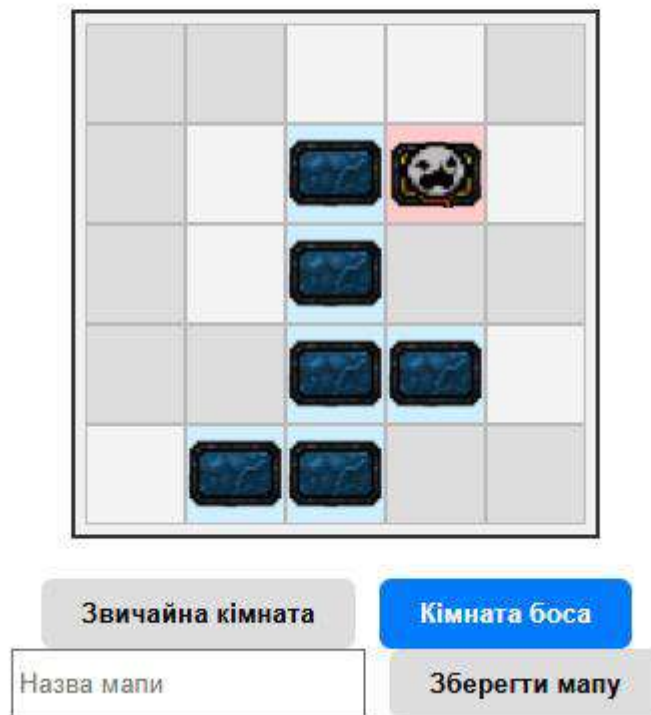 Звичайна кімната
Кімната боса
Назва мапи
Зберегти мапу